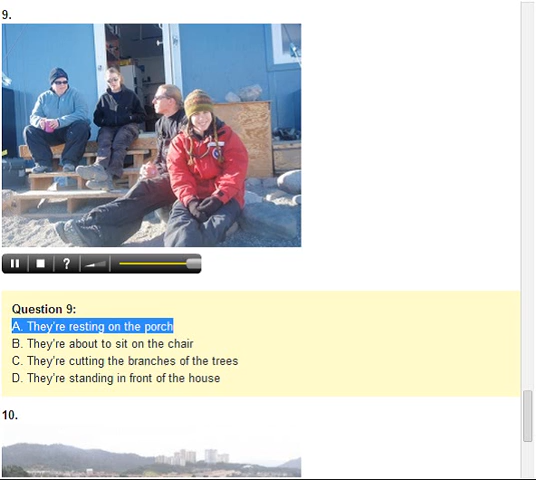 9.
?
Question 9:
A. They're resting on the porch
B. They're about to sit on the chair
C. They're cutting the branches of the trees
D. They're standing in front of the house
10.